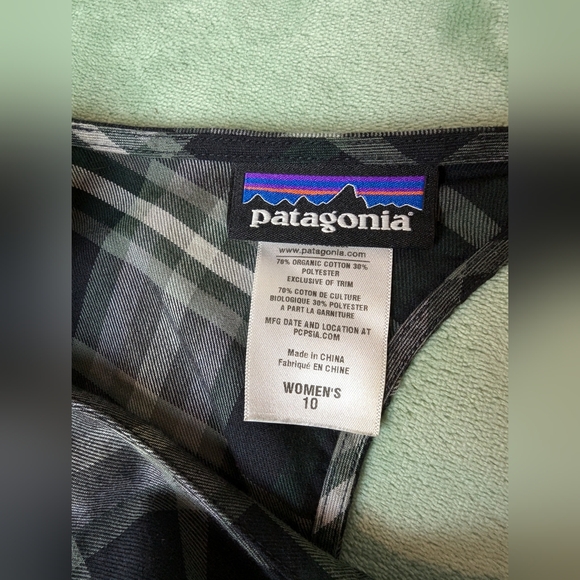 patagonia®
www.patagonia.com
70% ORGANIC COTTON 30%
POLYESTER
EXCLUSIVE OF TRIM
70% COTON DE CULTURE
BIOLOGIQUE 30% POLYESTER
A PART LA GARNITURE
MFG DATE AND LOCATION AT
PCPSIA.COM
Made in CHINA
Fabriqué EN CHINE
WOMEN'S
10